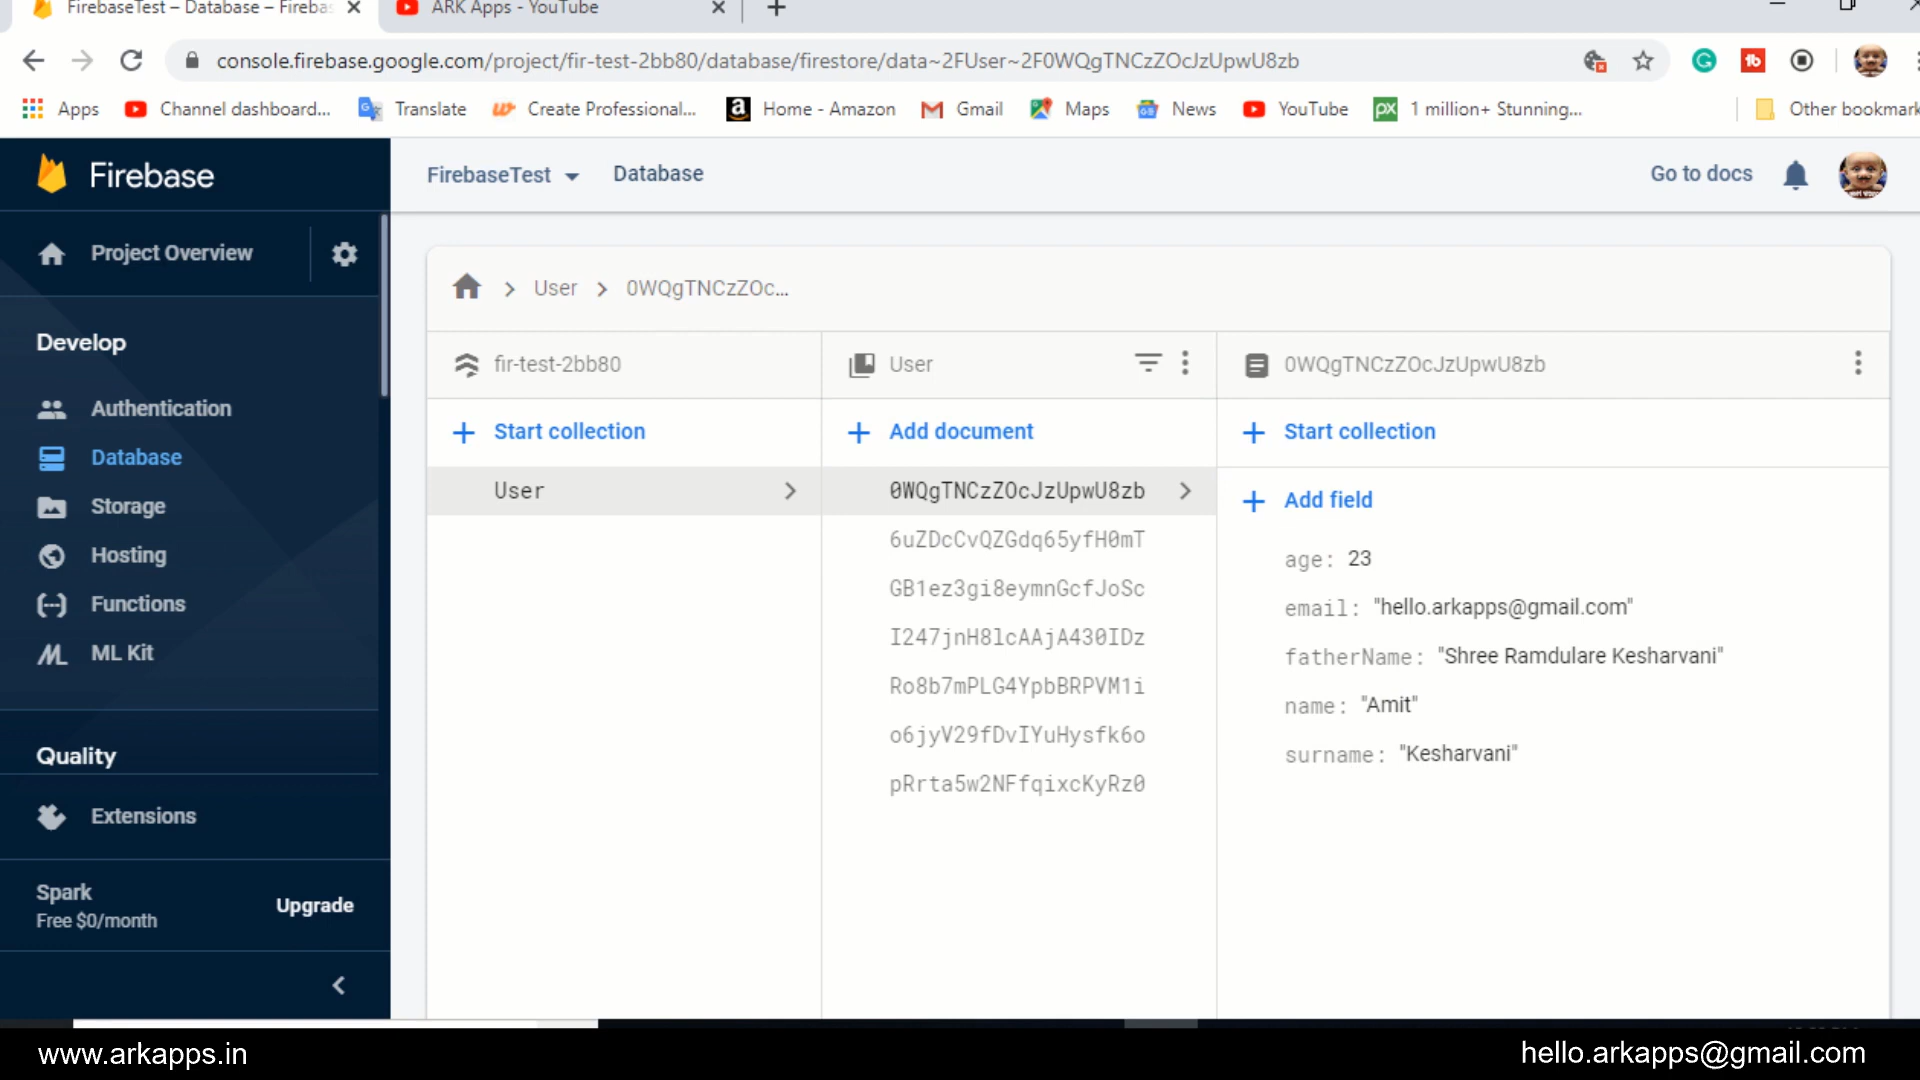 FirebaseTest – Database – Fireba
ARK Apps - YouTube
console.firebase.google.com/project/fir-test-2bb80/database/firestore/data~2FUser~2F0WQgTNCzZOcJzUpwU8zb
Apps
Channel dashboard...
Translate
Create Professional...
Home - Amazon
Gmail
Maps
News
YouTube
1 million+ Stunning...
Other bookmark
Firebase
FirebaseTest
Database
Go to docs
Project Overview
User
0WQgTNCzZOc...
Develop
fir-test-2bb80
User
0WQgTNCzZOcJzUpwU8zb
Authentication
Start collection
Add document
Start collection
Database
User
0WQgTNCzZOcJzUpwU8zb
Add field
Storage
6uZDcCvQZGdq65yfH0mT
age: 23
Hosting
GB1ez3gi8eymnGcfJoSc
email: "hello.arkapps@gmail.com"
Functions
I247jnH8lcAAjA430IDz
fatherName: "Shree Ramdulare Kesharvani"
ML Kit
Ro8b7mPLG4YpbBRPVM1i
name: "Amit"
o6jyV29fDvIYuHysfk6o
surname: "Kesharvani"
Quality
pRrta5w2NFfqixcKyRz0
Extensions
Spark
Free $0/month
Upgrade
www.arkapps.in
hello.arkapps@gmail.com